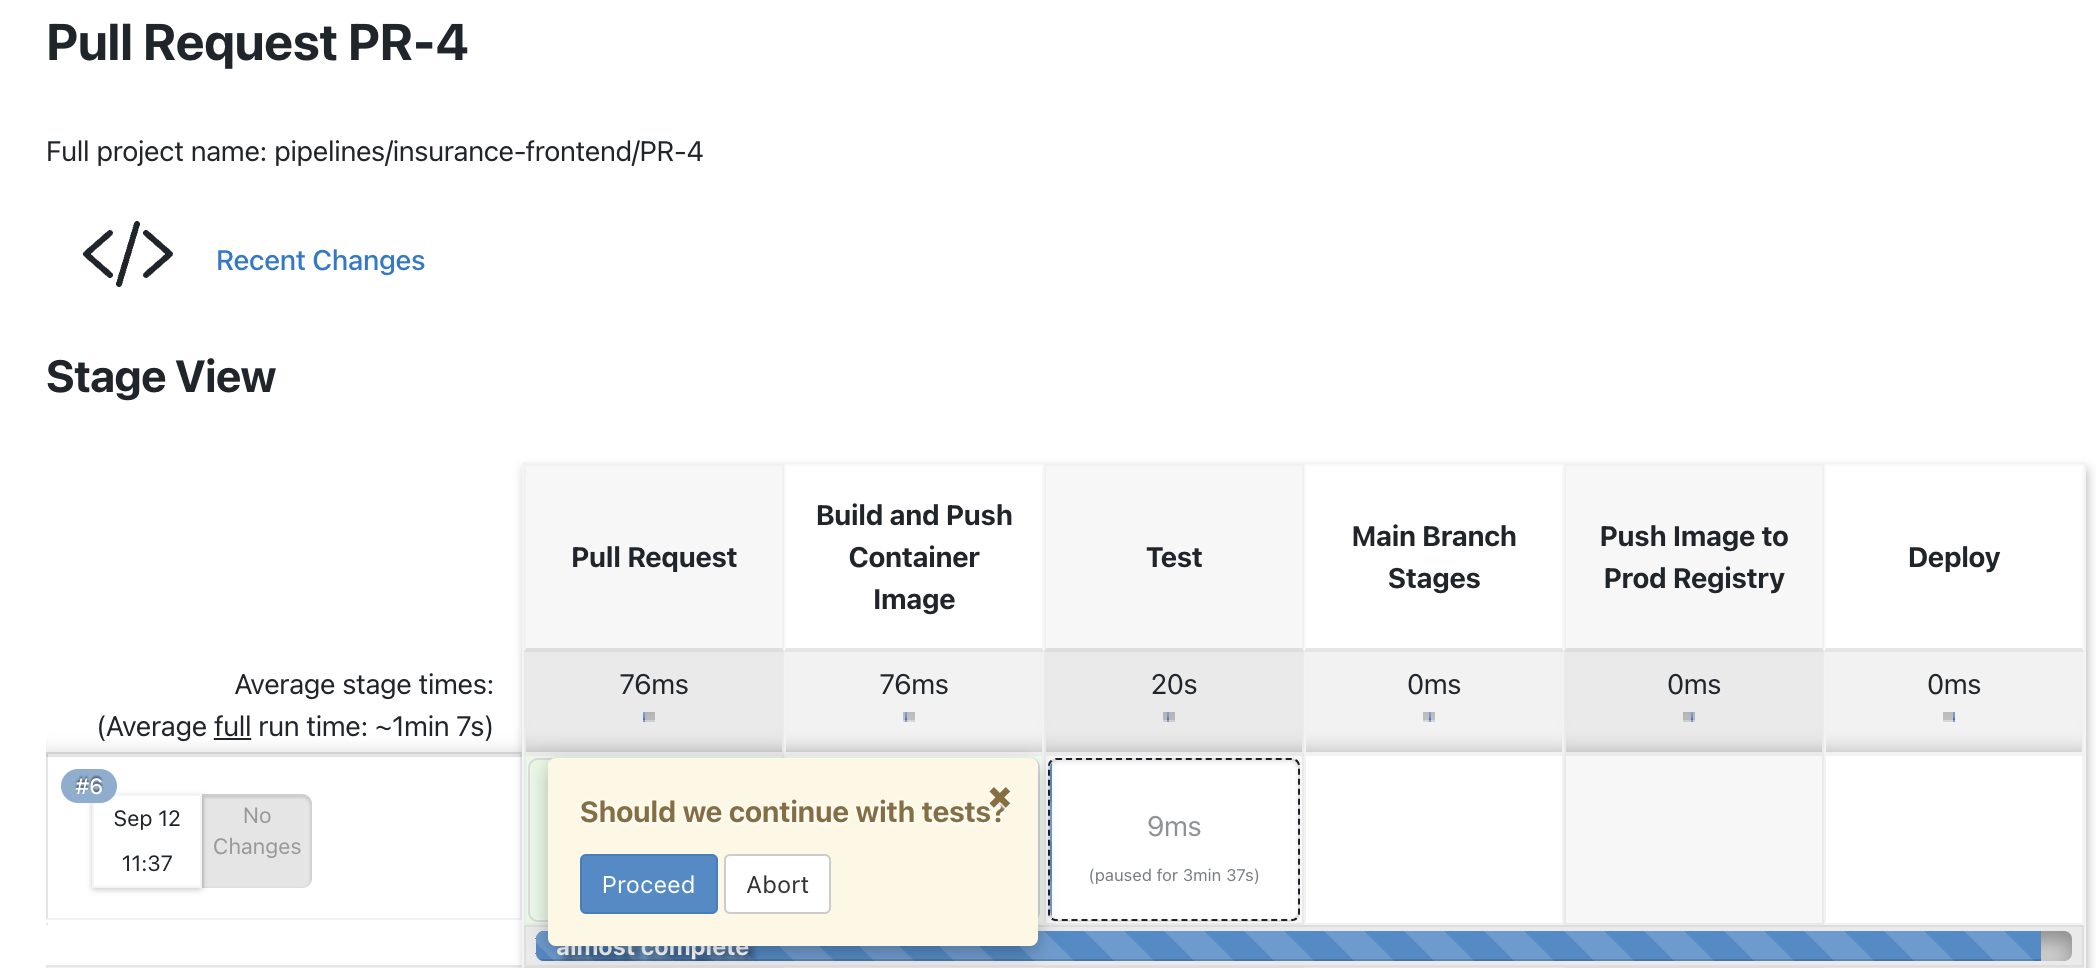 Pull Request PR-4
Full project name: pipelines/insurance-frontend/PR-4
</> Recent Changes
Stage View
Pull Request
Build and Push
Container
Image
Test
Main Branch
Stages
Push Image to
Prod Registry
Deploy
Average stage times:
(Average full run time: ~1min 7s)
76ms
76ms
20s
0ms
0ms
0ms
#6
Sep 12
11:37
No
Changes
Should we continue with tests?
Proceed
Abort
9ms
(paused for 3min 37s)
almost complete